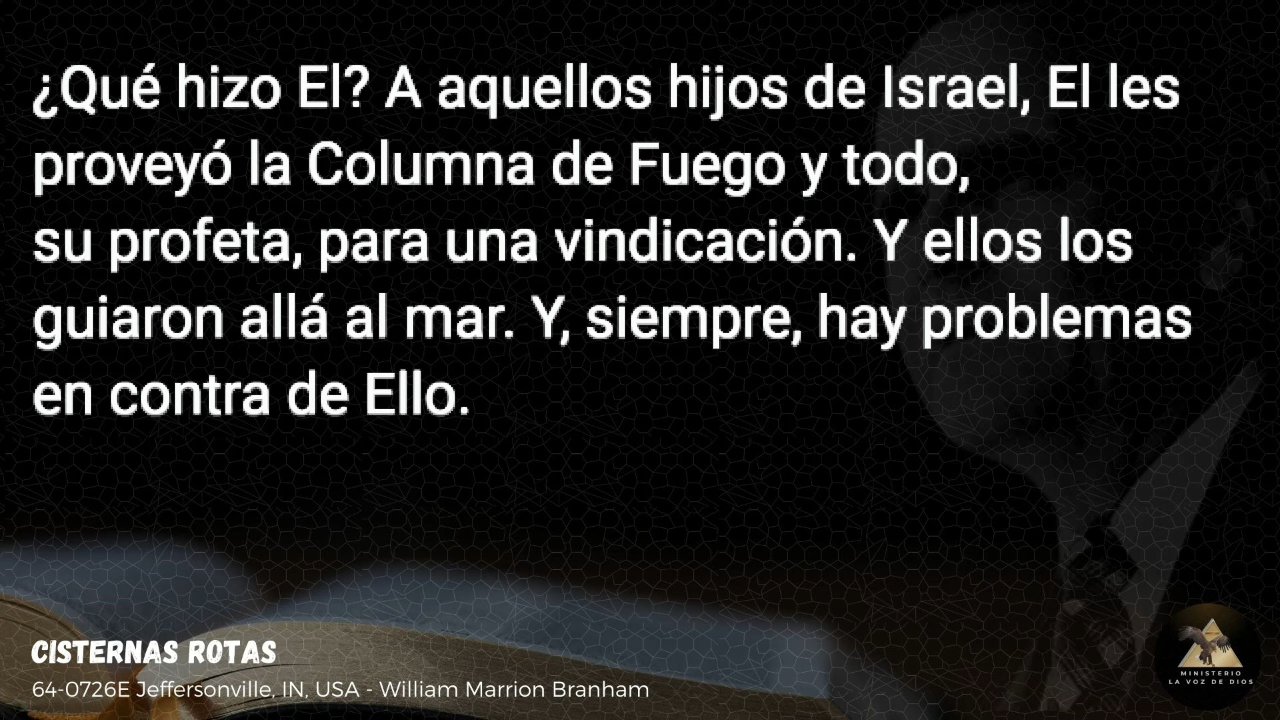 ¿Qué hizo El? A aquellos hijos de Israel, El les
proveyó la Columna de Fuego y todo,
su profeta, para una vindicación. Y ellos los
guiaron allá al mar. Y, siempre, hay problemas
en contra de Ello.
CISTERNAS ROTAS
64-0726E Jeffersonville, IN, USA - William Marrion Branham
MINISTERIO
LA VOZ DE DIOS